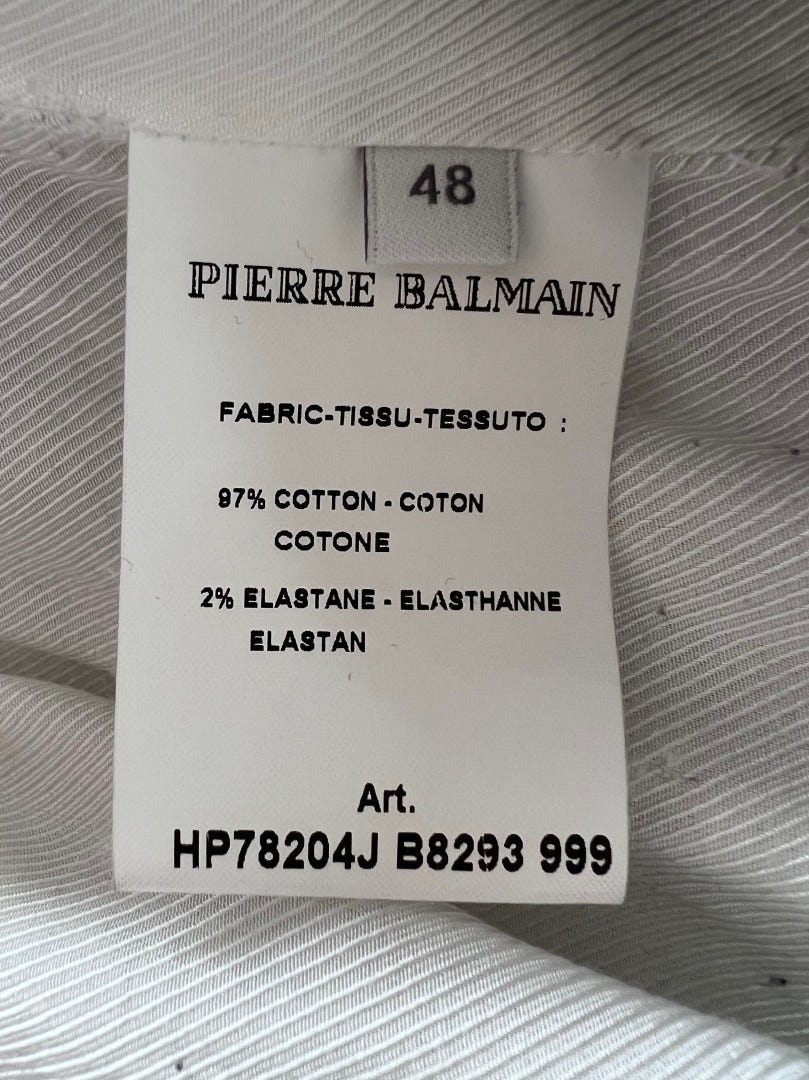 48
PIERRE BALMAIN
FABRIC-TISSU-TESSUTO :
97% COTTON - COTON
COTONE
2% ELASTANE - ELASTHANNE
ELASTAN
Art.
HP78204J B8293 999